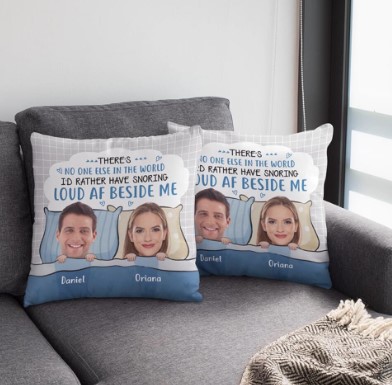 THERE'S
NO ONE ELSE IN THE WORLD
I'D RATHER HAVE SNORING
LOUD AF BESIDE ME
Daniel Oriana
THERE'S
NO ONE ELSE IN THE WORLD
I'D RATHER HAVE SNORING
LOUD AF BESIDE ME
Daniel Oriana